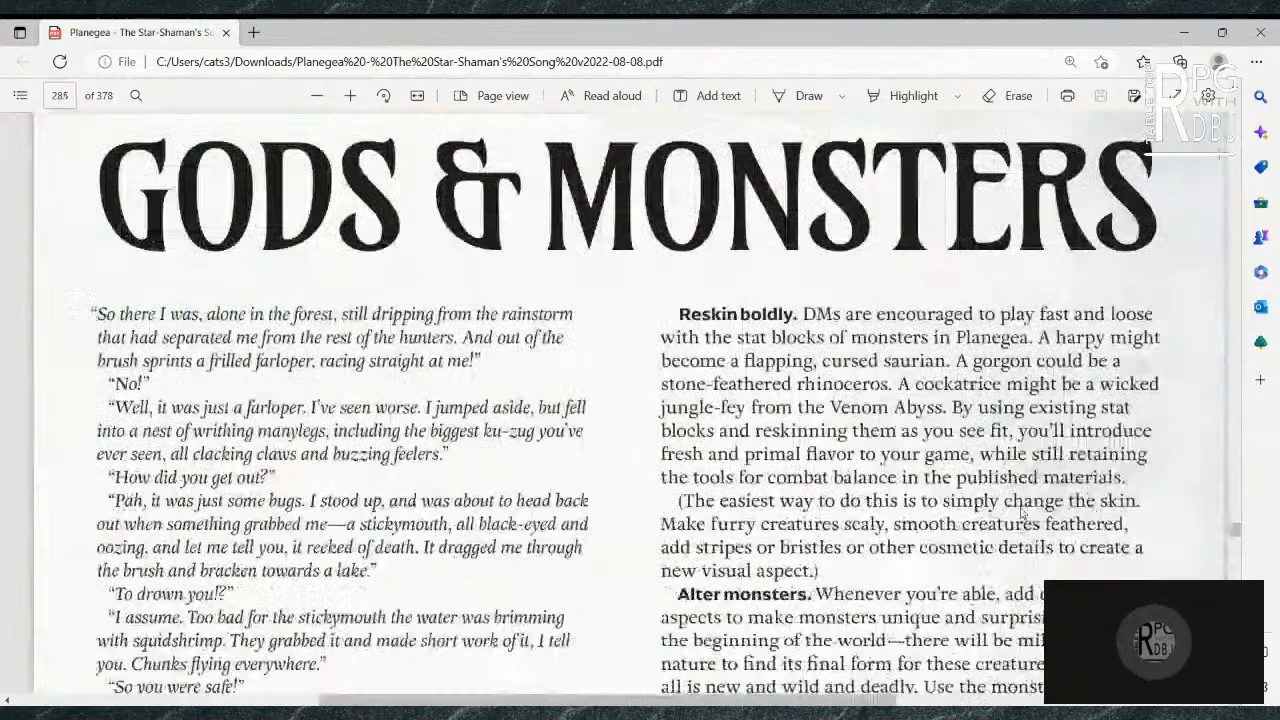 Planegea - The Star-Shaman's So
File
C:/Users/cats3/Downloads/Planegea%20-%20The%20Star-Shaman's%20Song%20v2022-08-08.pdf
285 of 378
Page view
Read aloud
Add text
Draw
Highlight
Erase
TABLE TOP
RPG
WITH
RDBJ
GODS & MONSTERS
“So there I was, alone in the forest, still dripping from the rainstorm
that had separated me from the rest of the hunters. And out of the
brush sprints a frilled farloper, racing straight at me!”
“No!”
“Well, it was just a farloper. I’ve seen worse. I jumped aside, but fell
into a nest of writhing manylegs, including the biggest ku-zug you’ve
ever seen, all clacking claws and buzzing feelers.”
“How did you get out?”
“Pah, it was just some bugs. I stood up, and was about to head back
out when something grabbed me—a stickymouth, all black-eyed and
oozing, and let me tell you, it reeked of death. It dragged me through
the brush and bracken towards a lake.”
“To drown you!?”
“I assume. Too bad for the stickymouth the water was brimming
with squidshrimp. They grabbed it and made short work of it, I tell
you. Chunks flying everywhere.”
“So you were safe!”
Reskin boldly. DMs are encouraged to play fast and loose
with the stat blocks of monsters in Planegea. A harpy might
become a flapping, cursed saurian. A gorgon could be a
stone-feathered rhinoceros. A cockatrice might be a wicked
jungle-fey from the Venom Abyss. By using existing stat
blocks and reskinning them as you see fit, you’ll introduce
fresh and primal flavor to your game, while still retaining
the tools for combat balance in the published materials.
(The easiest way to do this is to simply change the skin.
Make furry creatures scaly, smooth creatures feathered,
add stripes or bristles or other cosmetic details to create a
new visual aspect.)
Alter monsters. Whenever you’re able, add
aspects to make monsters unique and surprisi
the beginning of the world—there will be mil
nature to find its final form for these creature
all is new and wild and deadly. Use the monst
RPG
RDBJ